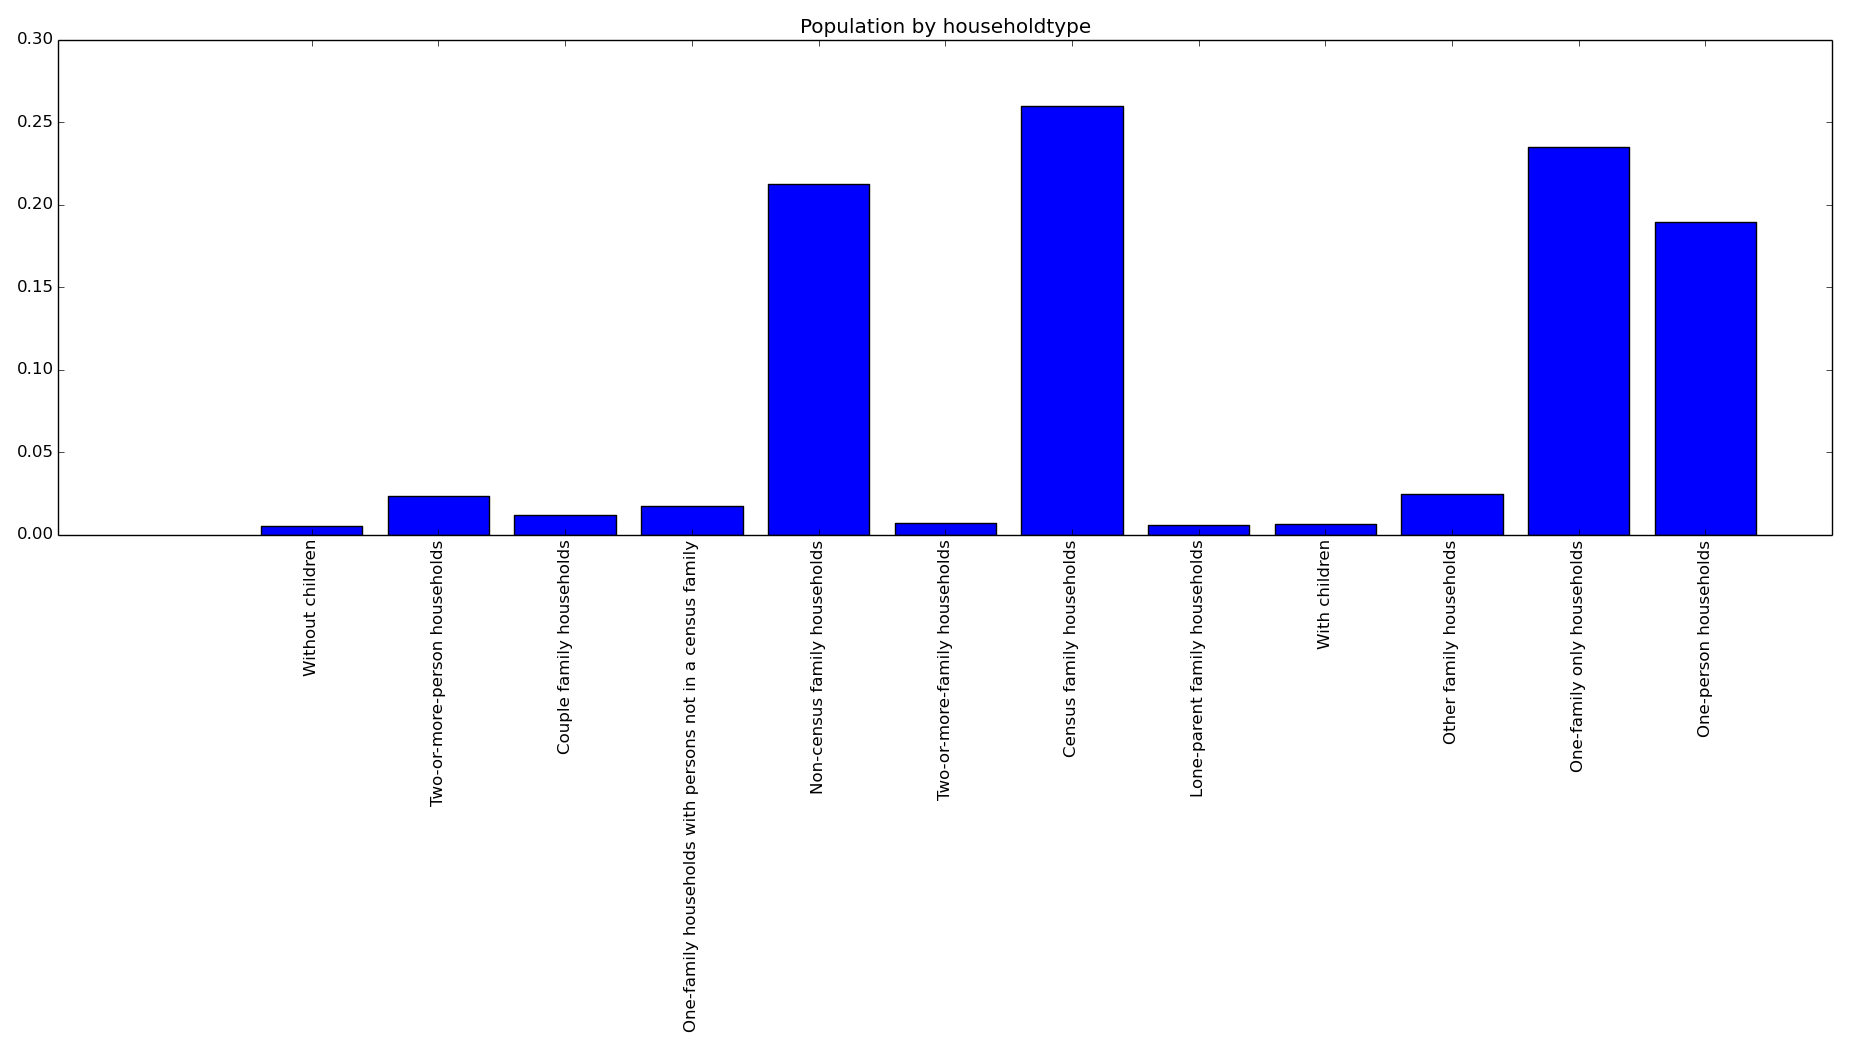 Population by householdtype
0.30
0.25
0.20
0.15
0.10
0.05
0.00
Without children
Two-or-more-person households
Couple family households
One-family households with persons not in a census family
Non-census family households
Two-or-more-family households
Census family households
Lone-parent family households
With children
Other family households
One-family only households
One-person households